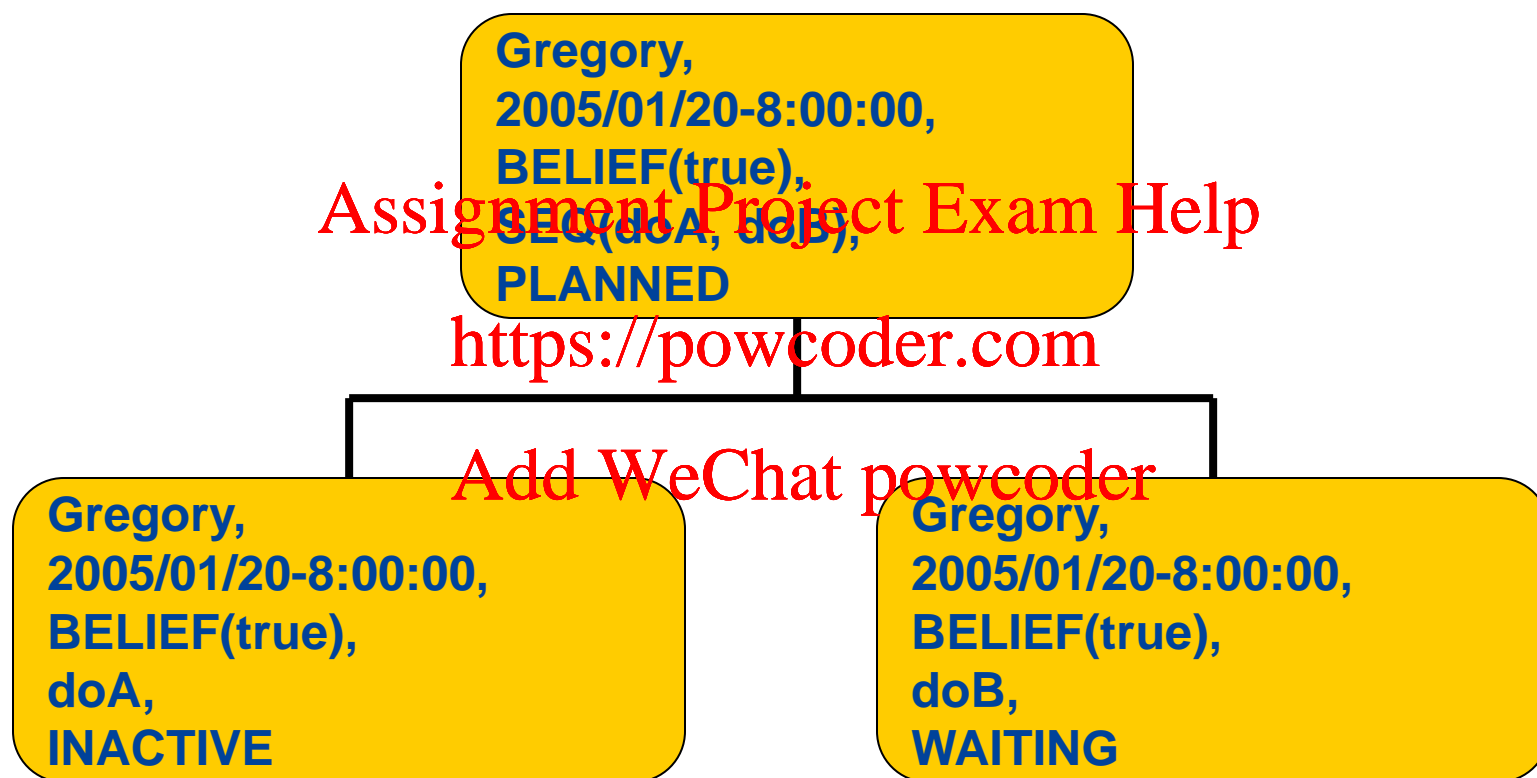 Gregory,
2005/01/20-8:00:00,
BELIEF(true),
SEQ(doA, doB),
Assignment Project Exam Help
PLANNED
https://powcoder.com
Add WeChat powcoder
Gregory,
2005/01/20-8:00:00,
BELIEF(true),
doA,
INACTIVE
Gregory,
2005/01/20-8:00:00,
BELIEF(true),
doB,
WAITING